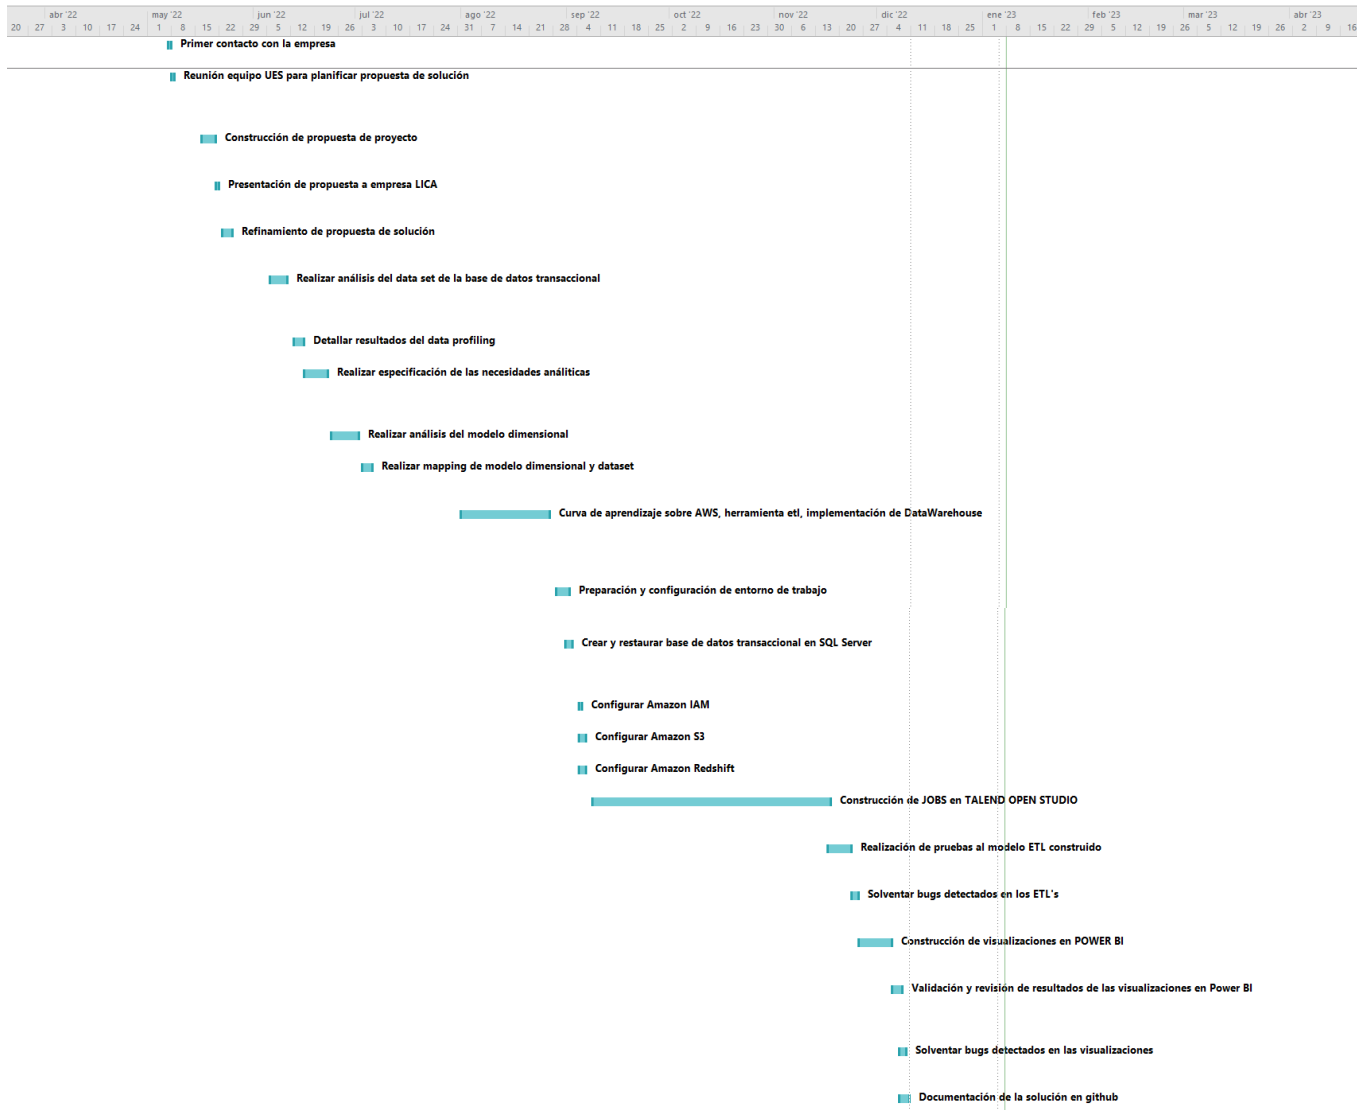 abr '22 may '22 jun '22 jul '22 ago '22 sep '22 oct '22 nov '22 dic '22 ene '23 feb '23 mar '23 abr '23
20 27 3 10 17 24 1 8 15 22 29 5 12 19 26 3 10 17 24 31 7 14 21 28 4 11 18 25 2 9 16 23 30 6 13 20 27 4 11 18 25 1 8 15 22 29 5 12 19 26 5 12 19 26 2 9 16
Primer contacto con la empresa
Reunión equipo UES para planificar propuesta de solución
Construcción de propuesta de proyecto
Presentación de propuesta a empresa LICA
Refinamiento de propuesta de solución
Realizar análisis del data set de la base de datos transaccional
Detallar resultados del data profiling
Realizar especificación de las necesidades análiticas
Realizar análisis del modelo dimensional
Realizar mapping de modelo dimensional y dataset
Curva de aprendizaje sobre AWS, herramienta etl, implementación de DataWarehouse
Preparación y configuración de entorno de trabajo
Crear y restaurar base de datos transaccional en SQL Server
Configurar Amazon IAM
Configurar Amazon S3
Configurar Amazon Redshift
Construcción de JOBS en TALEND OPEN STUDIO
Realización de pruebas al modelo ETL construido
Solventar bugs detectados en los ETL's
Construcción de visualizaciones en POWER BI
Validación y revisión de resultados de las visualizaciones en Power BI
Solventar bugs detectados en las visualizaciones
Documentación de la solución en github